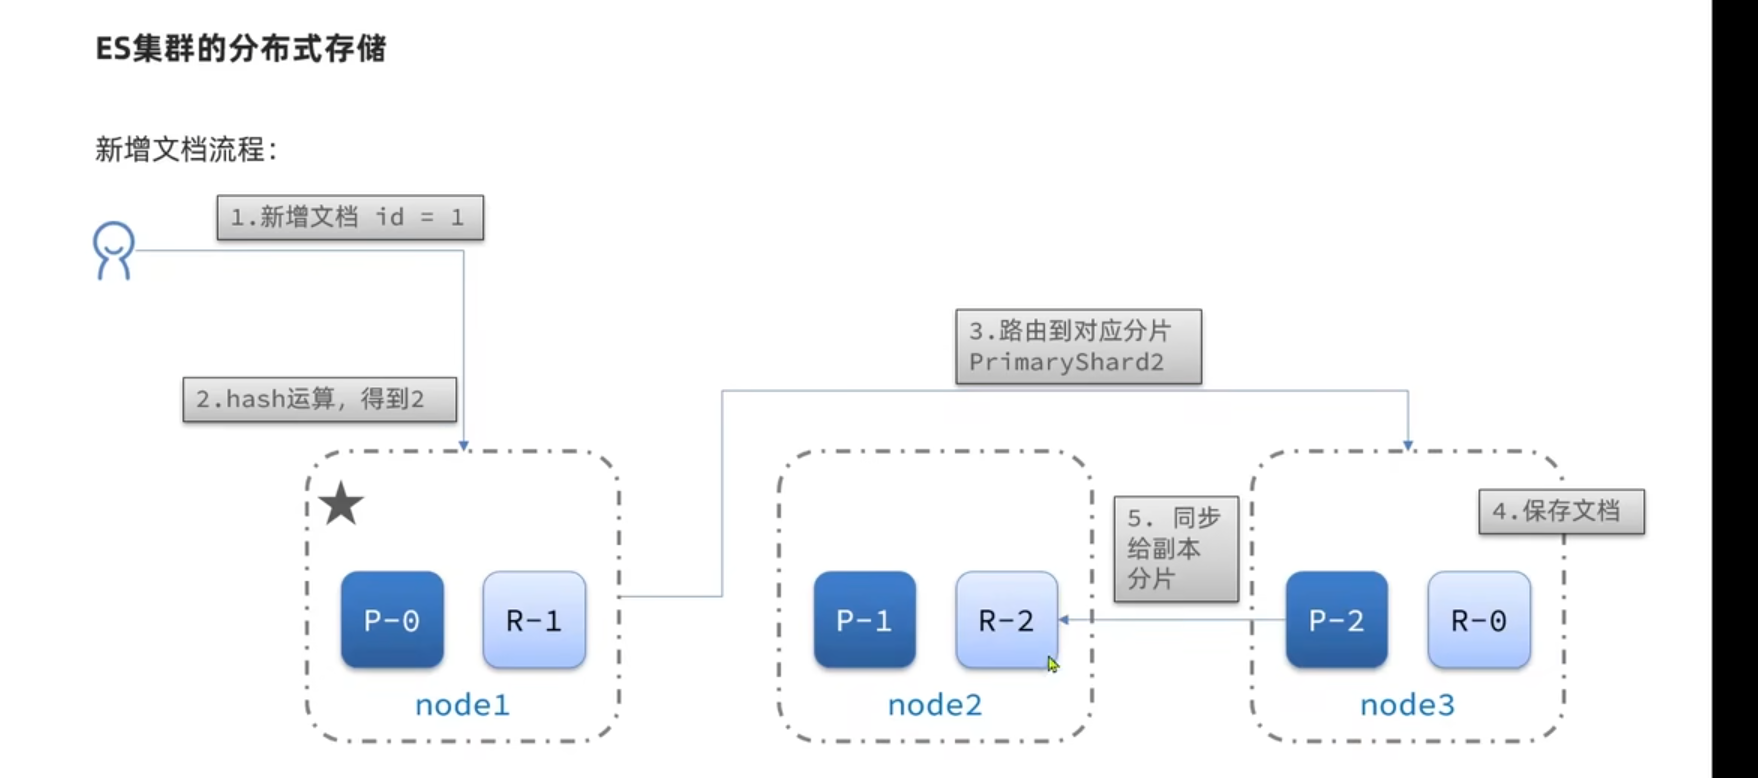 ES集群的分布式存储
新增文档流程：
1.新增文档 id = 1
2.hash运算，得到2
3.路由到对应分片
PrimaryShard2
4.保存文档
5. 同步
给副本
分片
P-0
R-1
node1
P-1
R-2
node2
P-2
R-0
node3